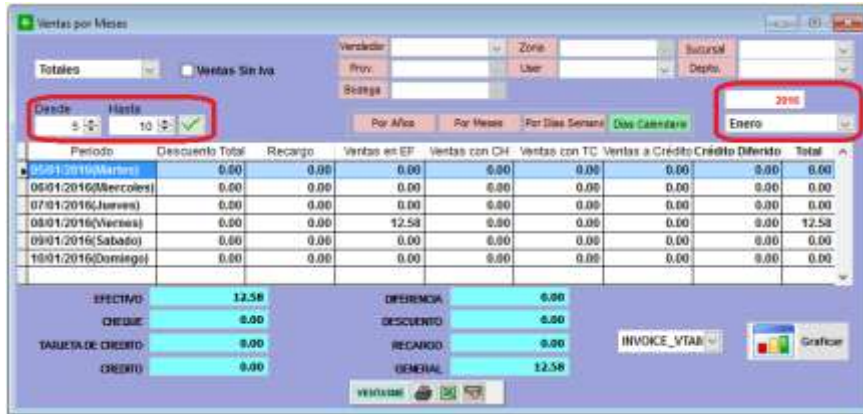 Ventas por Meses
Vendedor Zona Sucursal
Totales Ventas Sin Iva Prov. User Depto.
Bodega
Desde Hasta 2016
5 10 Por Años Por Meses Por Dias Semana Dias Calendario Enero
Periodo Descuento Total Recargo Ventas en EF Ventas con CH Ventas con TC Ventas a Crédito Crédito Diferido Total
05/01/2016(Martes) 0.00 0.00 0.00 0.00 0.00 0.00 0.00 0.00
06/01/2016(Miercoles) 0.00 0.00 0.00 0.00 0.00 0.00 0.00 0.00
07/01/2016(Jueves) 0.00 0.00 0.00 0.00 0.00 0.00 0.00 0.00
08/01/2016(Viernes) 0.00 0.00 12.58 0.00 0.00 0.00 0.00 12.58
09/01/2016(Sabado) 0.00 0.00 0.00 0.00 0.00 0.00 0.00 0.00
10/01/2016(Domingo) 0.00 0.00 0.00 0.00 0.00 0.00 0.00 0.00
EFECTIVO 12.58 DIFERENCIA 0.00
CHEQUE 0.00 DESCUENTO 0.00
TARJETA DE CREDITO 0.00 RECARGO 0.00 INVOICE_VTAB Graficar
CREDITO 0.00 GENERAL 12.58